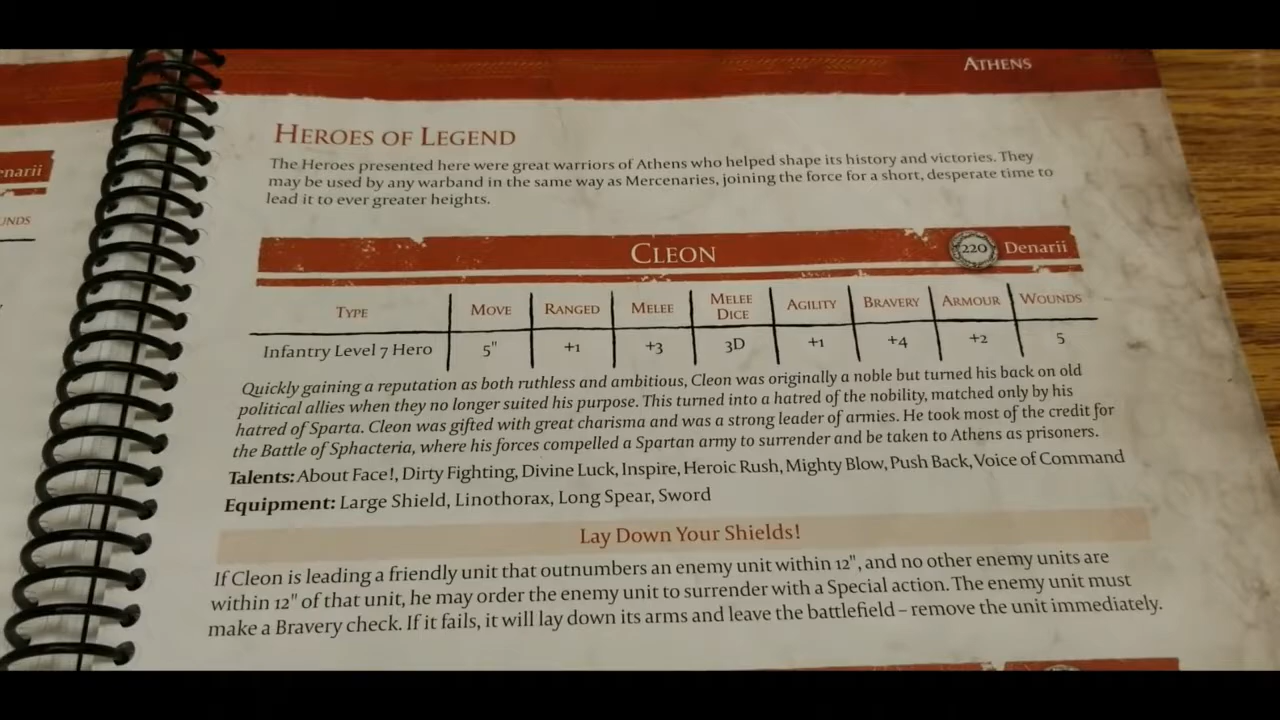 ATHENS
enarii
UNDS
HEROES OF LEGEND
The Heroes presented here were great warriors of Athens who helped shape its history and victories. They
may be used by any warband in the same way as Mercenaries, joining the force for a short, desperate time to
lead it to ever greater heights.
CLEON
220 Denarii
TYPE MOVE RANGED MELEE MELEE DICE AGILITY BRAVERY ARMOUR WOUNDS
Infantry Level 7 Hero 5" +1 +3 3D +1 +4 +2 5
Quickly gaining a reputation as both ruthless and ambitious, Cleon was originally a noble but turned his back on old
political allies when they no longer suited his purpose. This turned into a hatred of the nobility, matched only by his
hatred of Sparta. Cleon was gifted with great charisma and was a strong leader of armies. He took most of the credit for
the Battle of Sphacteria, where his forces compelled a Spartan army to surrender and be taken to Athens as prisoners.
Talents: About Face!, Dirty Fighting, Divine Luck, Inspire, Heroic Rush, Mighty Blow, Push Back, Voice of Command
Equipment: Large Shield, Linothorax, Long Spear, Sword
Lay Down Your Shields!
If Cleon is leading a friendly unit that outnumbers an enemy unit within 12", and no other enemy units are
within 12" of that unit, he may order the enemy unit to surrender with a Special action. The enemy unit must
make a Bravery check. If it fails, it will lay down its arms and leave the battlefield – remove the unit immediately.